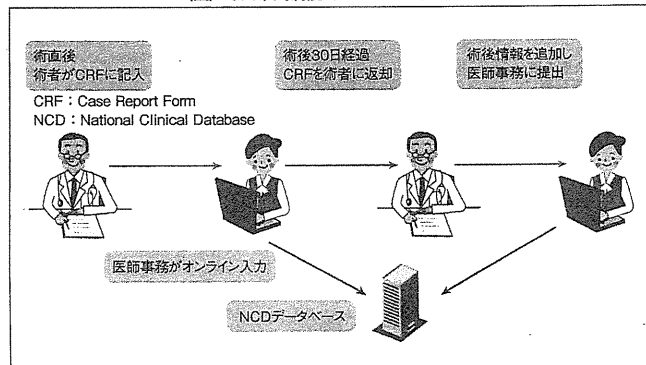 術直後
術者がCRFに記入
術後30日経過
CRFを術者に返却
術後情報を追加し
医師事務に提出
CRF：Case Report Form
NCD：National Clinical Database
医師事務がオンライン入力
NCDデータベース